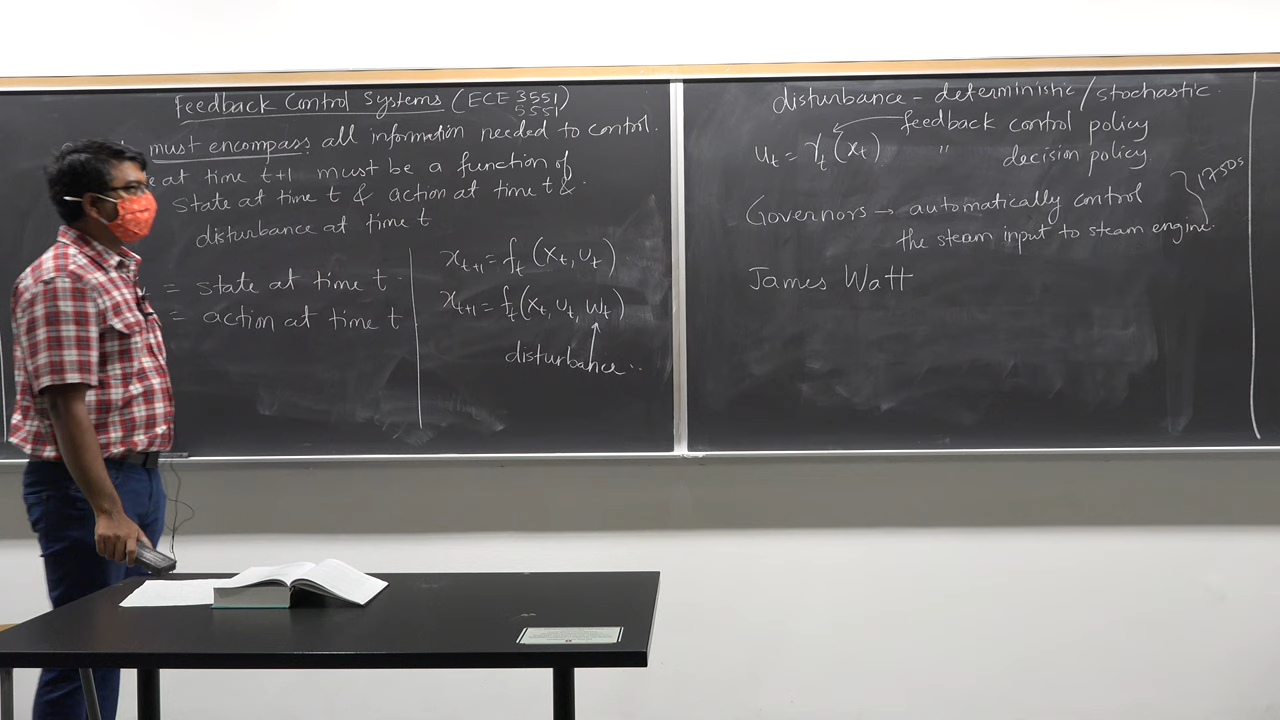 Feedback Control Systems (ECE 3551)
5551
must encompass all information needed to control.
at time t+1 must be a function of
state at time t & action at time t &
disturbance at time t
= state at time t
= action at time t
x_{t+1} = f_t (x_t, u_t)
x_{t+1} = f_t (x_t, u_t, w_t)
disturbance..
disturbance - deterministic / stochastic.
u_t = γ_t (x_t) ← feedback control policy
" decision policy.
Governors → automatically control
the steam input to steam engine. } 1750s
James Watt